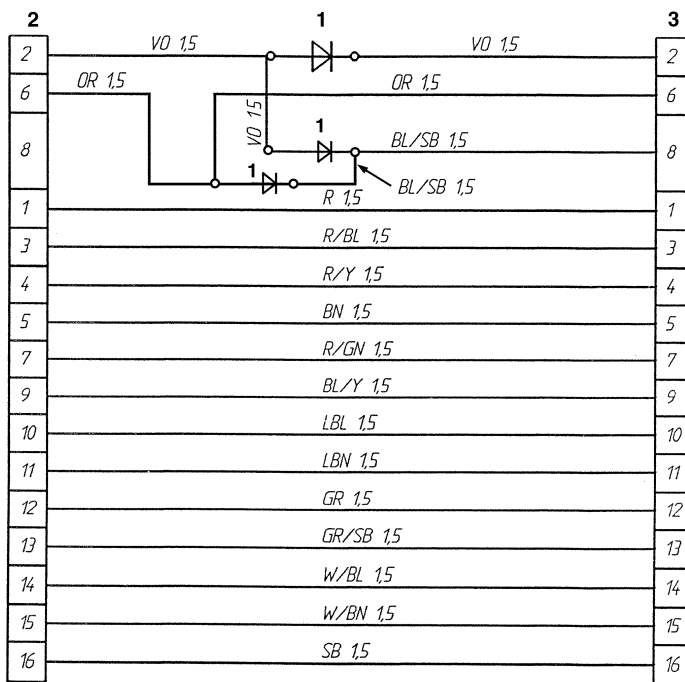 2 1 3
2 VO 1,5 VO 1,5 2
6 OR 1,5 OR 1,5 6
VO 1,5
8 1 BL/SB 1,5 8
1 BL/SB 1,5
1 R 1,5 1
3 R/BL 1,5 3
4 R/Y 1,5 4
5 BN 1,5 5
7 R/GN 1,5 7
9 BL/Y 1,5 9
10 LBL 1,5 10
11 LBN 1,5 11
12 GR 1,5 12
13 GR/SB 1,5 13
14 W/BL 1,5 14
15 W/BN 1,5 15
16 SB 1,5 16